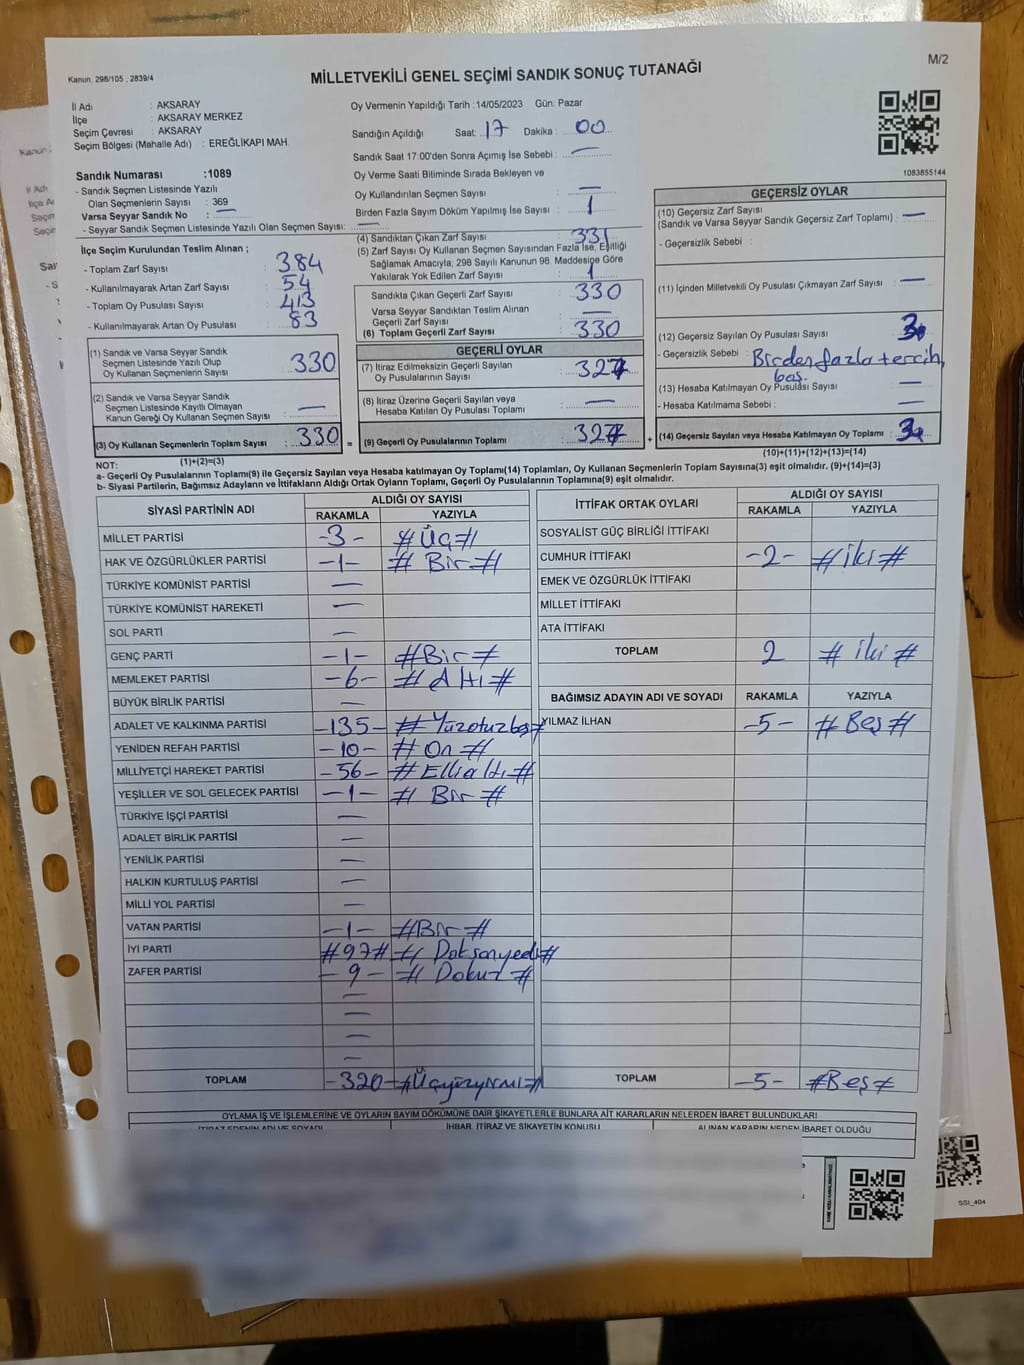 Kanun: 298/105 , 2839/4
MİLLETVEKİLİ GENEL SEÇİMİ SANDIK SONUÇ TUTANAĞI
M/2
İl Adı : AKSARAY
İlçe : AKSARAY MERKEZ
Seçim Çevresi : AKSARAY
Seçim Bölgesi (Mahalle Adı) : EREĞLİKAPI MAH.
Oy Vermenin Yapıldığı Tarih :14/05/2023 Gün: Pazar
Sandığın Açıldığı Saat: 17 Dakika : 00
Sandık Saat 17:00'den Sonra Açımış İse Sebebi : —
Oy Verme Saati Bitiminde Sırada Bekleyen ve
Oy Kullandırılan Seçmen Sayısı : —
Birden Fazla Sayım Döküm Yapılmış İse Sayısı : 1
1083855144
Sandık Numarası :1089
- Sandık Seçmen Listesinde Yazılı
Olan Seçmenlerin Sayısı : 369
Varsa Seyyar Sandık No : —
- Seyyar Sandık Seçmen Listesinde Yazılı Olan Seçmen Sayısı: —
İlçe Seçim Kurulundan Teslim Alınan ;
- Toplam Zarf Sayısı : 384
- Kullanılmayarak Artan Zarf Sayısı : 54
- Toplam Oy Pusulası Sayısı : 413
- Kullanılmayarak Artan Oy Pusulası : 83
(1) Sandık ve Varsa Seyyar Sandık
Seçmen Listesinde Yazılı Olup
Oy Kullanan Seçmenlerin Sayısı : 330
(2) Sandık ve Varsa Seyyar Sandık
Seçmen Listesinde Kayıtlı Olmayan
Kanun Gereği Oy Kullanan Seçmen Sayısı : —
(3) Oy Kullanan Seçmenlerin Toplam Sayısı : 330 =
(1)+(2)=(3)
(4) Sandıktan Çıkan Zarf Sayısı : 331
(5) Zarf Sayısı Oy Kullanan Seçmen Sayısından Fazla İse, Eşitliği
Sağlamak Amacıyla, 298 Sayılı Kanunun 98. Maddesine Göre
Yakılarak Yok Edilen Zarf Sayısı : 1
Sandıkta Çıkan Geçerli Zarf Sayısı : 330
Varsa Seyyar Sandıktan Teslim Alınan
Geçerli Zarf Sayısı : —
(6) Toplam Geçerli Zarf Sayısı : 330
GEÇERLİ OYLAR
(7) İtiraz Edilmeksizin Geçerli Sayılan
Oy Pusulalarının Sayısı : 327
(8) İtiraz Üzerine Geçerli Sayılan veya
Hesaba Katılan Oy Pusulası Toplamı : —
(9) Geçerli Oy Pusulalarının Toplamı : 327 +
GEÇERSİZ OYLAR
(10) Geçersiz Zarf Sayısı
(Sandık ve Varsa Seyyar Sandık Geçersiz Zarf Toplamı) : —
- Geçersizlik Sebebi :
(11) İçinden Milletvekili Oy Pusulası Çıkmayan Zarf Sayısı : —
(12) Geçersiz Sayılan Oy Pusulası Sayısı : 3
- Geçersizlik Sebebi : Birden fazla tercih,
boş.
(13) Hesaba Katılmayan Oy Pusulası Sayısı : —
- Hesaba Katılmama Sebebi : —
(14) Geçersiz Sayılan veya Hesaba Katılmayan Oy Toplamı : 3
(10)+(11)+(12)+(13)=(14)
NOT:
a- Geçerli Oy Pusulalarının Toplamı(9) ile Geçersiz Sayılan veya Hesaba katılmayan Oy Toplamı(14) Toplamları, Oy Kullanan Seçmenlerin Toplam Sayısına(3) eşit olmalıdır. (9)+(14)=(3)
b- Siyasi Partilerin, Bağımsız Adayların ve İttifakların Aldığı Ortak Oyların Toplamı, Geçerli Oy Pusulalarının Toplamına(9) eşit olmalıdır.
SİYASİ PARTİNİN ADI ALDIĞI OY SAYISI
RAKAMLA YAZIYLA
MİLLET PARTİSİ -3- # Üç #
HAK VE ÖZGÜRLÜKLER PARTİSİ -1- # Bir #
TÜRKİYE KOMÜNİST PARTİSİ —
TÜRKİYE KOMÜNİST HAREKETİ —
SOL PARTİ —
GENÇ PARTİ -1- #Bir #
MEMLEKET PARTİSİ -6- # Altı #
BÜYÜK BİRLİK PARTİSİ —
ADALET VE KALKINMA PARTİSİ -135- # Yüzotuzbeş #
YENİDEN REFAH PARTİSİ -10- # On #
MİLLİYETÇİ HAREKET PARTİSİ -56- # Ellialtı #
YEŞİLLER VE SOL GELECEK PARTİSİ -1- # Bir #
TÜRKİYE İŞÇİ PARTİSİ —
ADALET BİRLİK PARTİSİ —
YENİLİK PARTİSİ —
HALKIN KURTULUŞ PARTİSİ —
MİLLİ YOL PARTİSİ —
VATAN PARTİSİ -1- #Bir #
İYİ PARTİ #97# # Doksanyedi #
ZAFER PARTİSİ -9- # Dokuz #
—
—
—
—
TOPLAM -320- #Üçyüzyirmi #
İTTİFAK ORTAK OYLARI ALDIĞI OY SAYISI
RAKAMLA YAZIYLA
SOSYALİST GÜÇ BİRLİĞİ İTTİFAKI
CUMHUR İTTİFAKI -2- # iki #
EMEK VE ÖZGÜRLÜK İTTİFAKI
MİLLET İTTİFAKI
ATA İTTİFAKI
TOPLAM 2 # iki #
BAĞIMSIZ ADAYIN ADI VE SOYADI RAKAMLA YAZIYLA
YILMAZ İLHAN -5- # Beş #
TOPLAM -5- #Beş #
OYLAMA İŞ VE İŞLEMLERİNE VE OYLARIN SAYIM DÖKÜMÜNE DAİR ŞİKAYETLERLE BUNLARA AİT KARARLARIN NELERDEN İBARET BULUNDUKLARI
İTİRAZ EDENİN ADI VE SOYADI İHBAR, İTİRAZ VE ŞİKAYETİN KONUSU ALINAN KARARIN NEDEN İBARET OLDUĞU
SSI_404